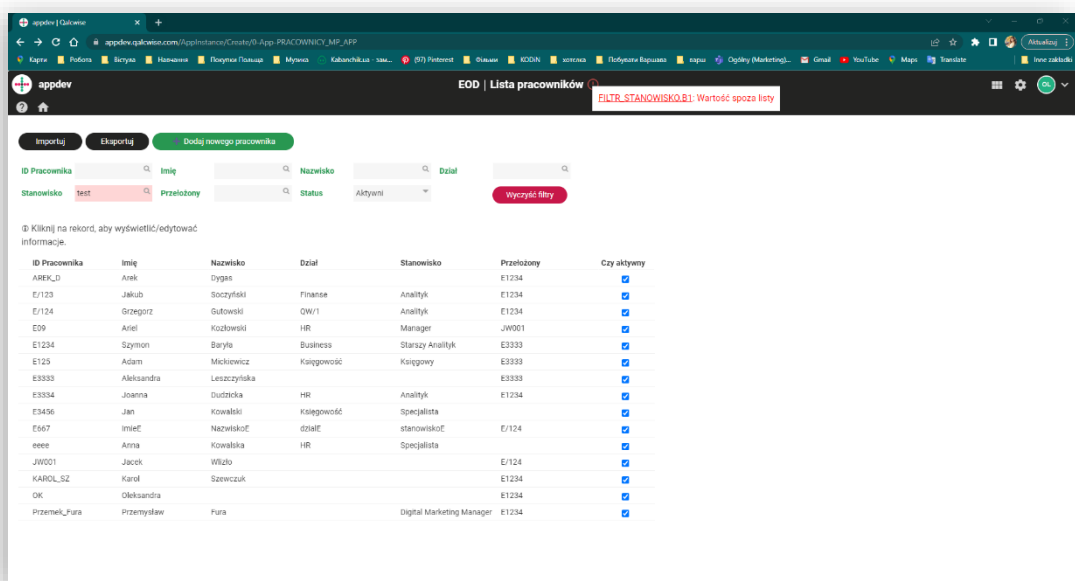 appdev | Qalcwise
appdev.qalcwise.com/AppInstance/Create/0-App-PRACOWNICY_MP_APP
Aktualizuj
Карти Робота Вістула Навчання Покупки Польща Музика Kabanchik.ua - зам... (97) Pinterest Фільми KODiN хотелка Побувати Варшава Ogólny (Marketing)... Gmail YouTube Maps Translate Inne zakładki
appdev
EOD | Lista pracowników
OL
FILTR_STANOWISKO.B1: Wartość spoza listy
Importuj Eksportuj Dodaj nowego pracownika
ID Pracownika Imię Nazwisko Dział
Stanowisko test Przełożony Status Aktywni Wyczyść filtry
Kliknij na rekord, aby wyświetlić/edytować
informacje.
ID Pracownika Imię Nazwisko Dział Stanowisko Przełożony Czy aktywny
AREK_D Arek Dygas E1234
E/123 Jakub Soczyński Finanse Analityk E1234
E/124 Grzegorz Gutowski QW/1 Analityk E1234
E09 Ariel Kozłowski HR Manager JW001
E1234 Szymon Baryła Business Starszy Analityk E3333
E125 Adam Mickiewicz Księgowość Księgowy E3333
E3333 Aleksandra Leszczyńska E3333
E3334 Joanna Dudzicka HR Analityk E1234
E3456 Jan Kowalski Księgowość Specjalista
E667 ImieE NazwiskoE dzialE stanowiskoE E/124
eeee Anna Kowalska HR Specjalista
JW001 Jacek Wlizło E/124
KAROL_SZ Karol Szewczuk E1234
OK Oleksandra E1234
Przemek_Fura Przemysław Fura Digital Marketing Manager E1234